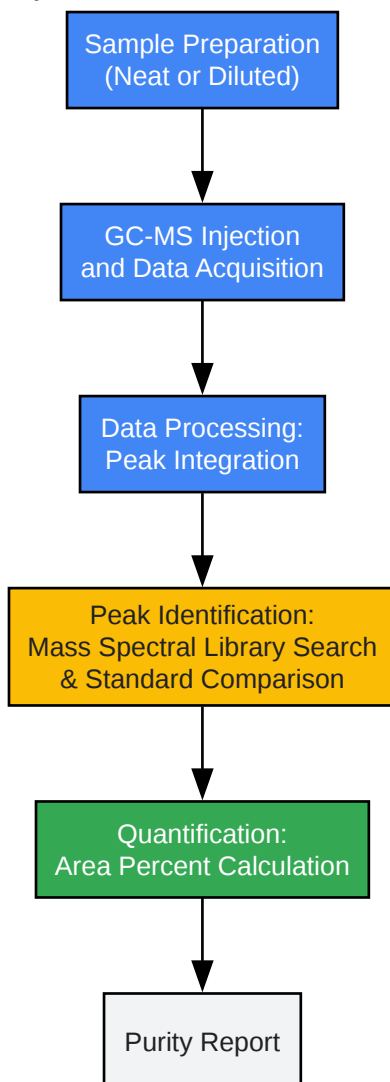 Sample Preparation
(Neat or Diluted)
GC-MS Injection
and Data Acquisition
Data Processing:
Peak Integration
Peak Identification:
Mass Spectral Library Search
& Standard Comparison
Quantification:
Area Percent Calculation
Purity Report